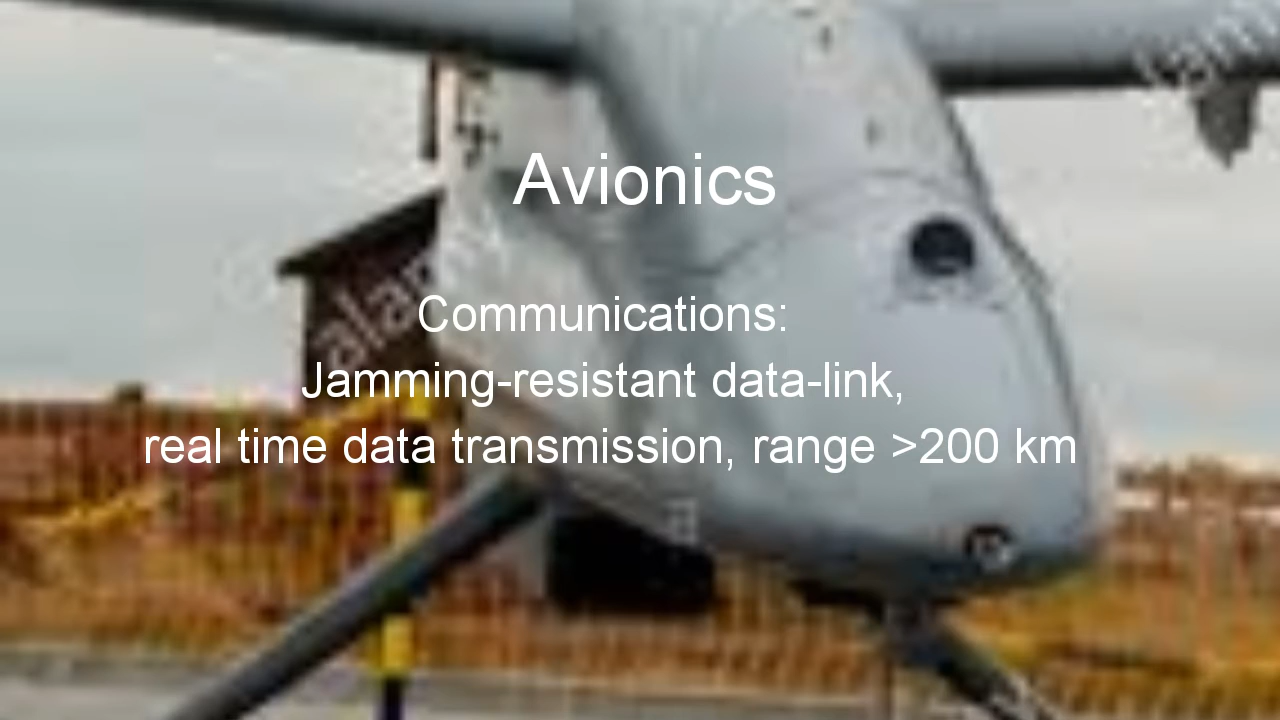 Avionics
Communications:
Jamming-resistant data-link,
real time data transmission, range >200 km
a